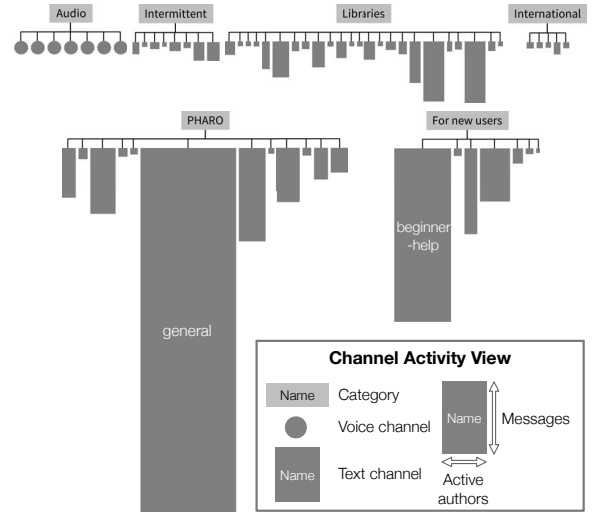 Audio
Intermittent
Libraries
International
PHARO
For new users
general
beginner
-help
Channel Activity View
Name
Category
Voice channel
Name
Text channel
Name
Messages
Active
authors